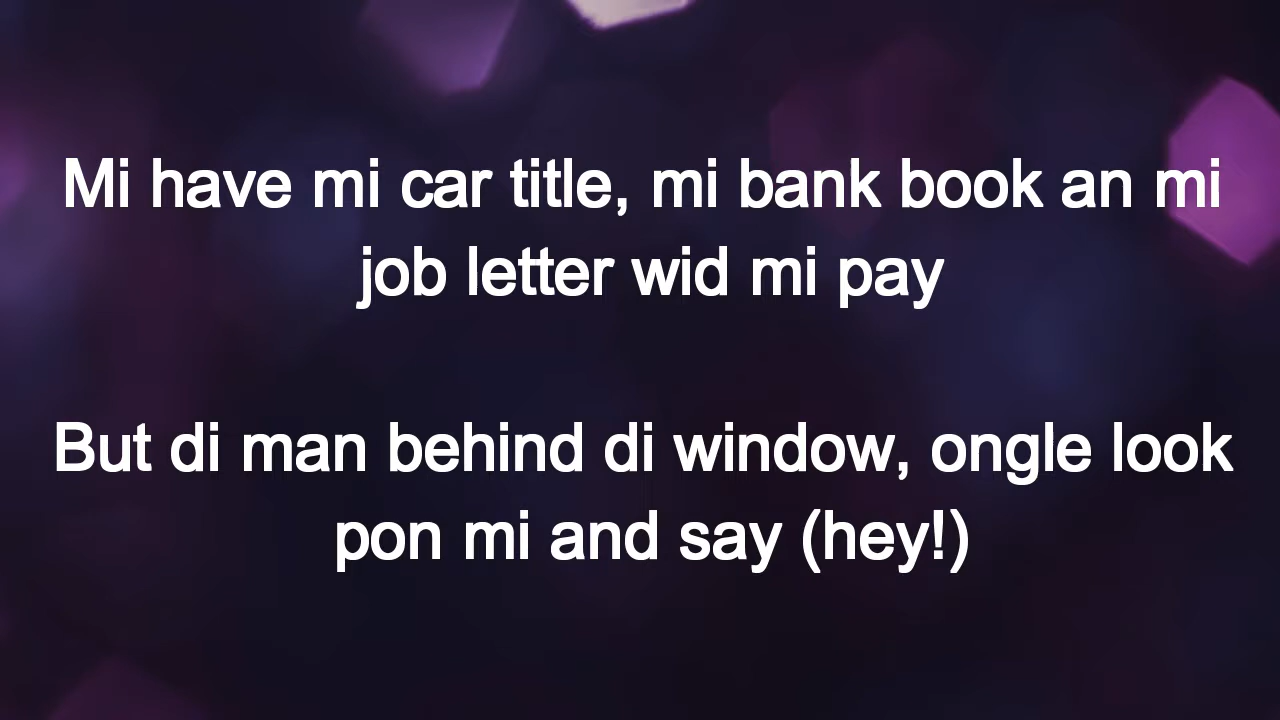 Mi have mi car title, mi bank book an mi
job letter wid mi pay
But di man behind di window, ongle look
pon mi and say (hey!)